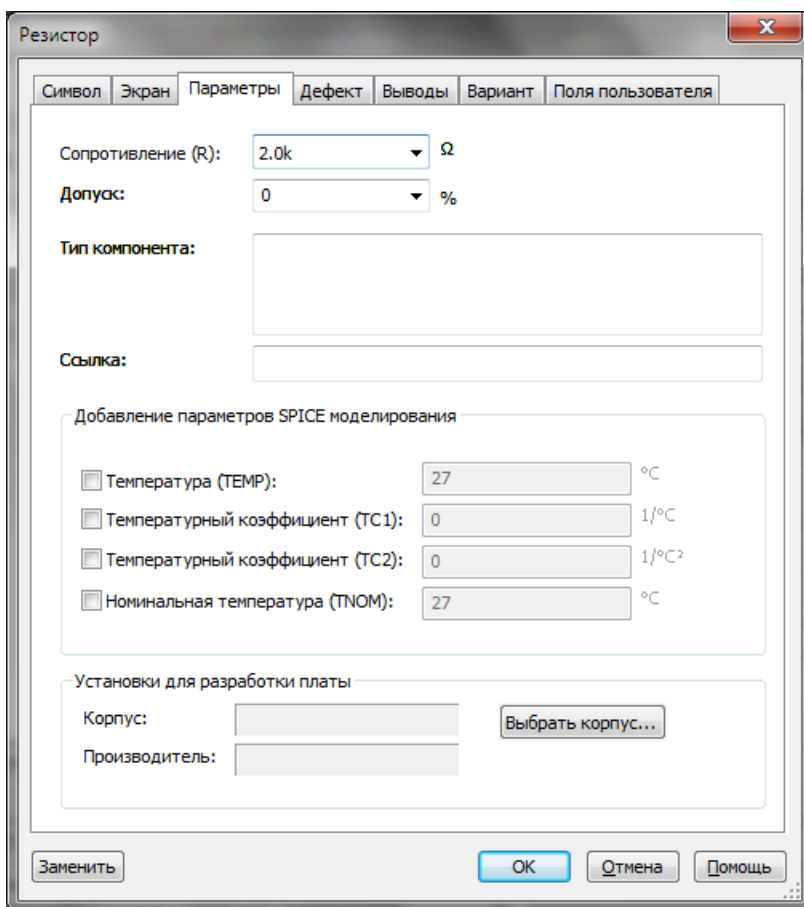 Резистор
Символ Экран Параметры Дефект Выводы Вариант Поля пользователя
Сопротивление (R): 2.0k Ω
Допуск: 0 %
Тип компонента:
Ссылка:
Добавление параметров SPICE моделирования
Температура (TEMP): 27 °C
Температурный коэффициент (TC1): 0 1/°C
Температурный коэффициент (TC2): 0 1/°C²
Номинальная температура (TNOM): 27 °C
Установки для разработки платы
Корпус: Выбрать корпус...
Производитель:
Заменить OK Отмена Помощь